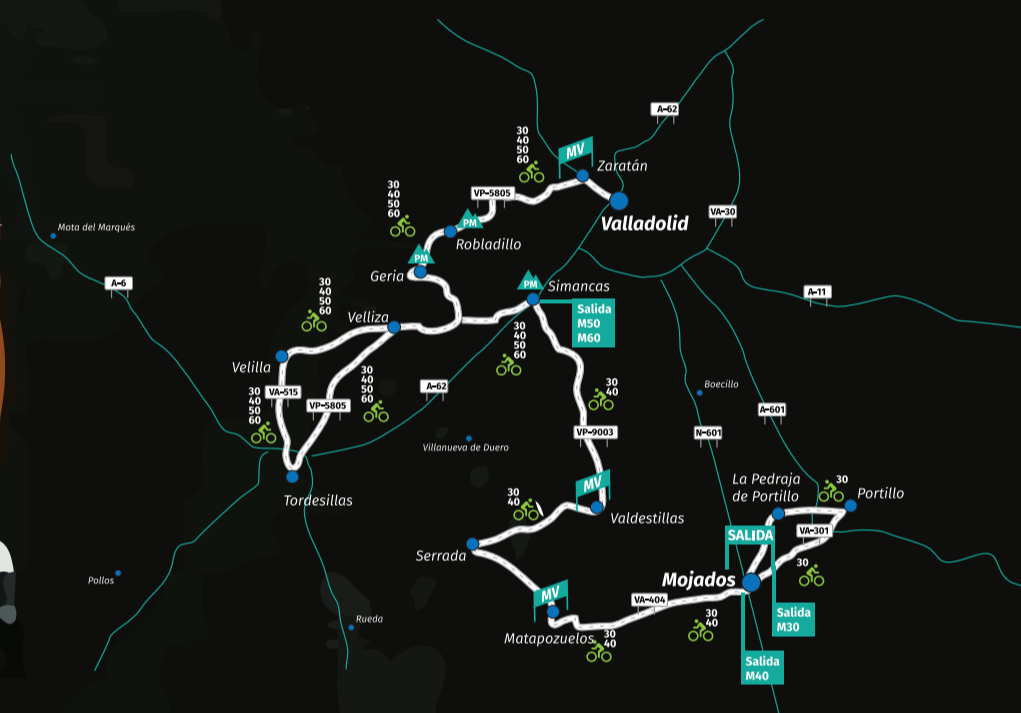 A-62
30
40
50
60
MV
Zaratán
VP-5805
30
40
50
60
Valladolid
VA-30
PM
Mota del Marqués
Robladillo
PM
Geria
A-6
PM
Simancas
A-11
30
40
50
60
Velliza
Salida
M50
M60
30
40
50
60
Velilla
30
40
50
60
A-62
30
40
Boecillo
VA-515
30
40
50
60
VP-5805
A-601
VP-9003
N-601
Villanueva de Duero
Tordesillas
30
40
MV
Valdestillas
La Pedraja
de Portillo
30
Portillo
SALIDA
VA-301
Serrada
30
Pollos
Mojados
MV
VA-404
Rueda
30
40
Salida
M30
Matapozuelos
30
40
Salida
M40